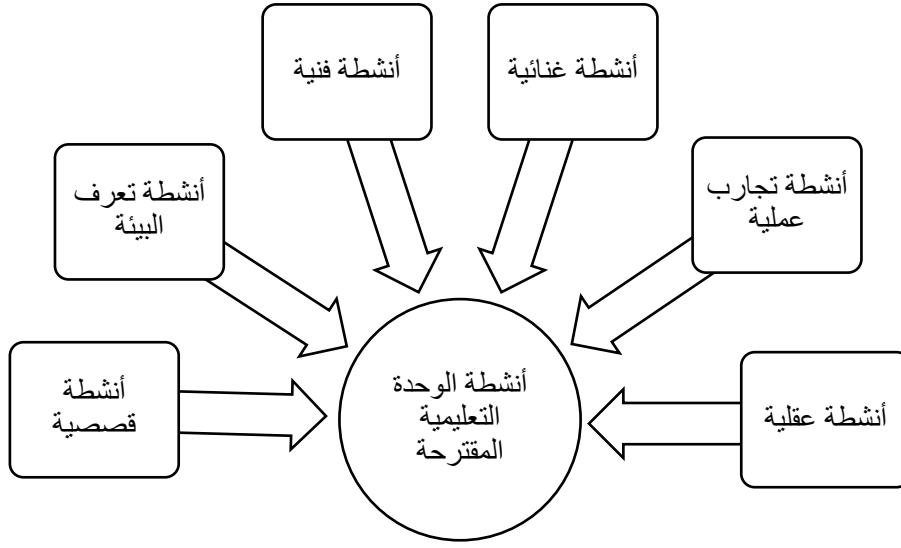 أنشطة غنائية
أنشطة فنية
أنشطة تجارب
عملية
أنشطة تعرف
البيئة
أنشطة عقلية
أنشطة الوحدة
التعليمية
المقترحة
أنشطة
قصصية